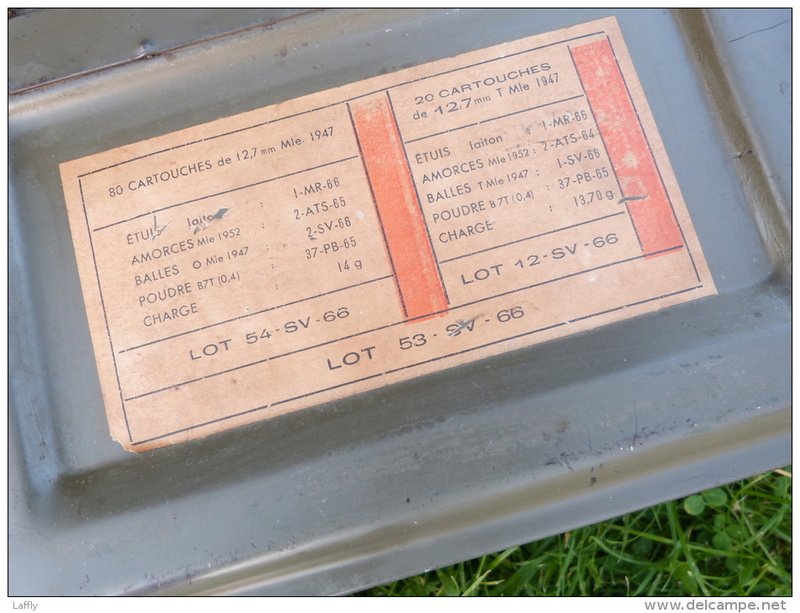 80 CARTOUCHES de 12,7 mm Mle. 1947
ÉTUIS laiton : 1-MR-66
AMORCES Mle 1952 : 2-ATS-65
BALLES O Mle 1947 : 2-SV-66
POUDRE B7T (0,4) : 37-PB-65
CHARGE : 14 g
LOT 54-SV-66
20 CARTOUCHES
de 12,7 mm T Mle 1947
ÉTUIS laiton : 1-MR-66
AMORCES Mle 1952 : 2-ATS-64
BALLES T Mle 1947 : 1-SV-66
POUDRE B7T (0,4) : 37-PB-65
CHARGE : 13,70 g
LOT 12-SV-66
LOT 53-SV-66
Laffly
www.delcampe.net